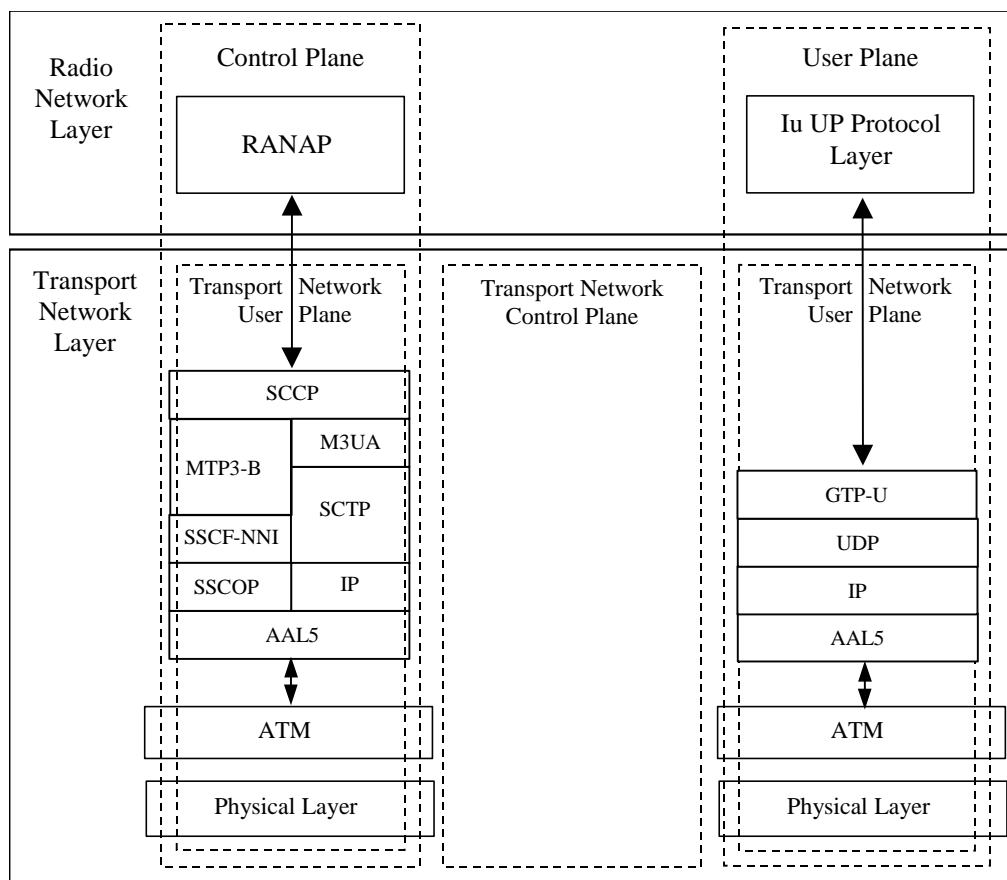 Control Plane
User Plane
Radio
Network
Layer
RANAP
Iu UP Protocol
Layer
Transport
Network
Layer
Transport Network
User Plane
Transport Network
Control Plane
Transport Network
User Plane
SCCP
MTP3-B
M3UA
SCTP
SSCF-NNI
SSCOP
IP
AAL5
GTP-U
UDP
IP
AAL5
ATM
ATM
Physical Layer
Physical Layer